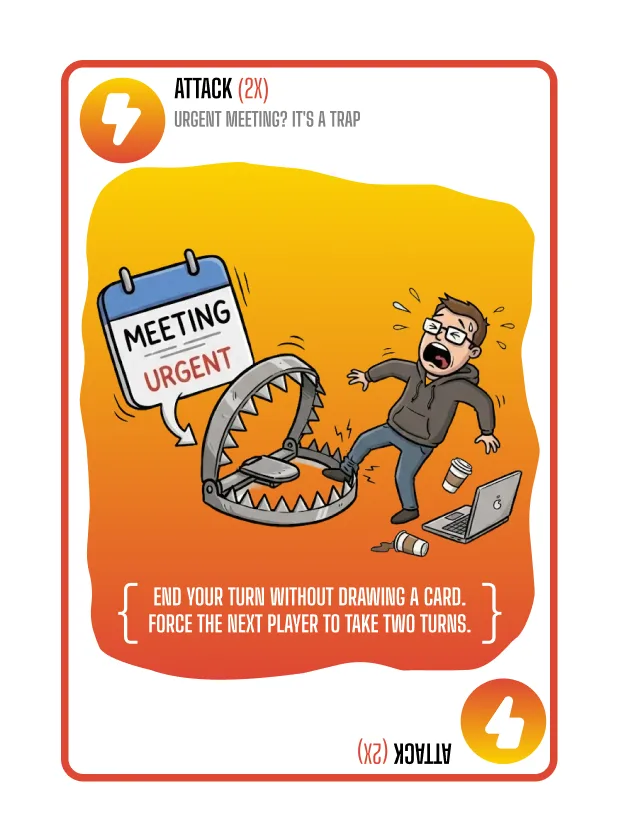 ATTACK (2X)
URGENT MEETING? IT'S A TRAP
MEETING
URGENT
END YOUR TURN WITHOUT DRAWING A CARD.
FORCE THE NEXT PLAYER TO TAKE TWO TURNS.
ATTACK (2X)